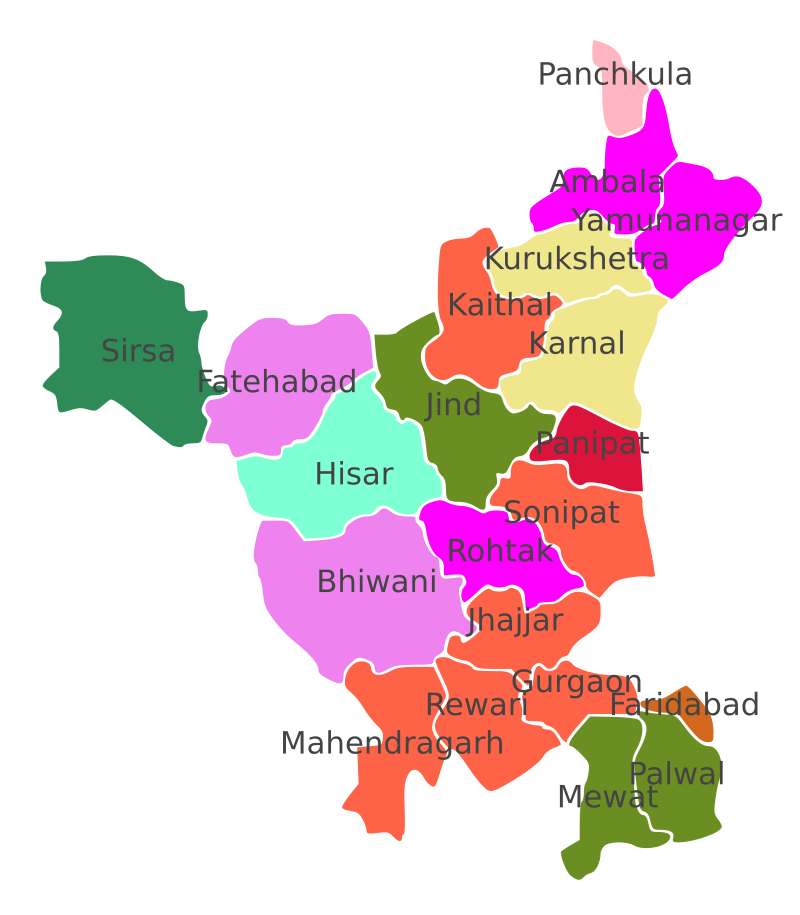 Panchkula
Ambala
Yamunanagar
Kurukshetra
Kaithal
Karnal
Sirsa
Fatehabad
Jind
Panipat
Hisar
Sonipat
Rohtak
Bhiwani
Jhajjar
Gurgaon
Rewari
Faridabad
Mahendragarh
Palwal
Mewat